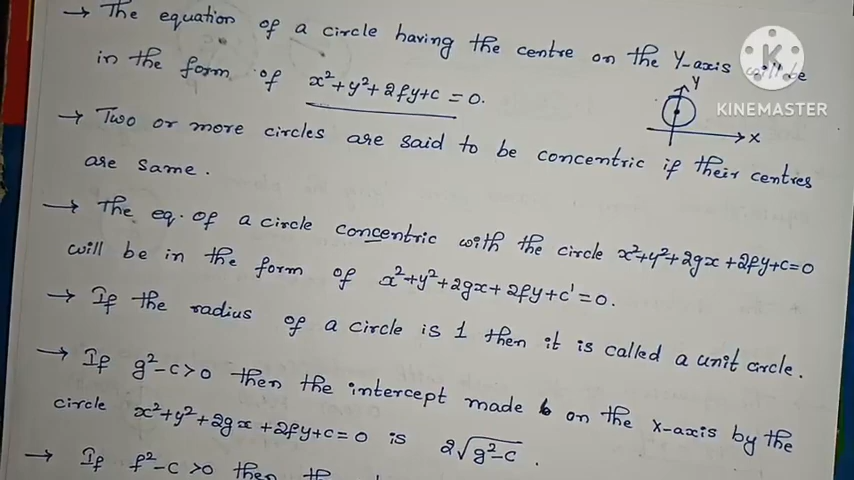 → The equation of a circle having the centre on the Y-axis will be
in the form of x²+y²+2fy+c = 0.
Y
X
→ Two or more circles are said to be concentric if their centres
are same.
→ The eq. of a circle concentric with the circle x²+y²+2gx+2fy+c=0
will be in the form of x²+y²+2gx+2fy+c'=0.
→ If the radius of a circle is 1 then it is called a unit circle.
→ If g²-c>0 then the intercept made on the x-axis by the
circle x²+y²+2gx+2fy+c=0 is 2√g²-c.
→ If f²-c>0 then the
K
KINEMASTER